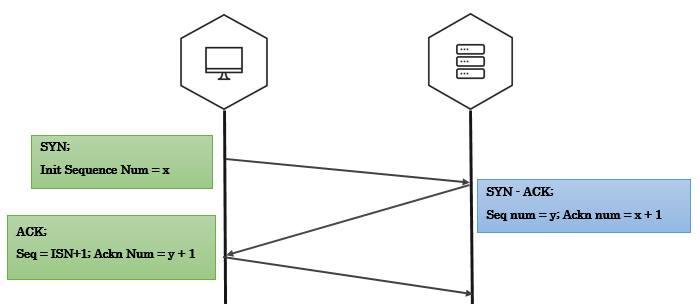 SYN;
Init Sequence Num = x
SYN - ACK;
Seq num = y; Ackn num = x + 1
ACK;
Seq = ISN+1; Ackn Num = y + 1